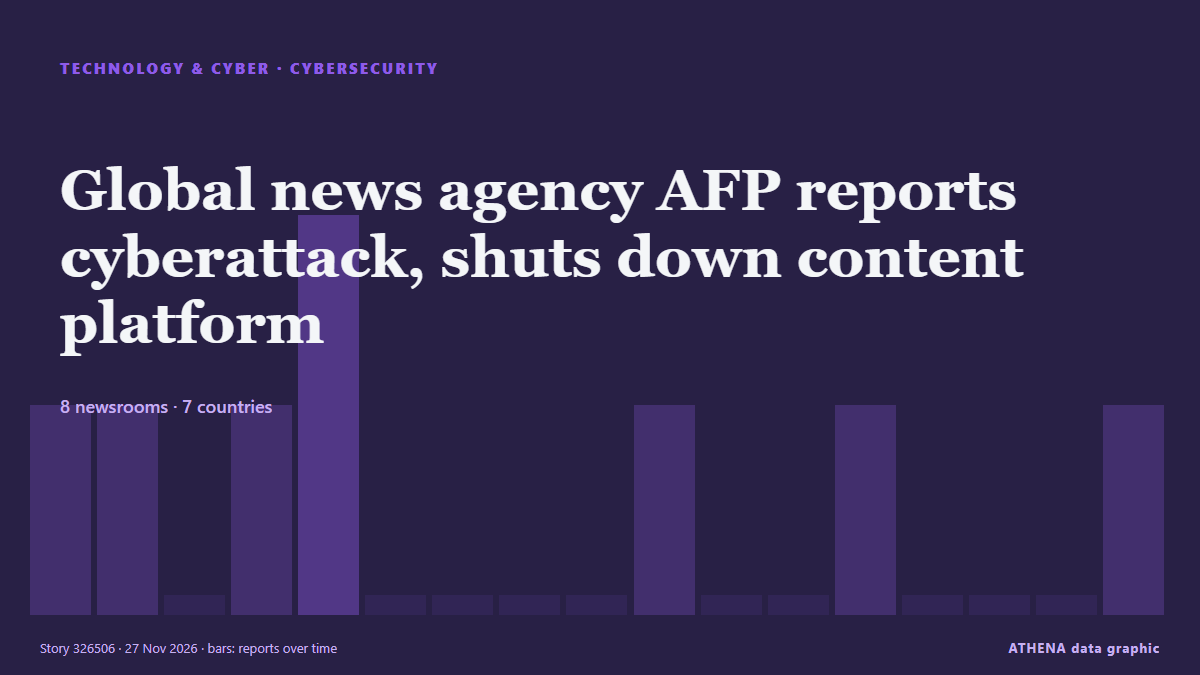 TECHNOLOGY & CYBER · CYBERSECURITY
Global news agency AFP reports
cyberattack, shuts down content
platform
8 newsrooms · 7 countries
Story 326506 · 27 Nov 2026 · bars: reports over time
ATHENA data graphic